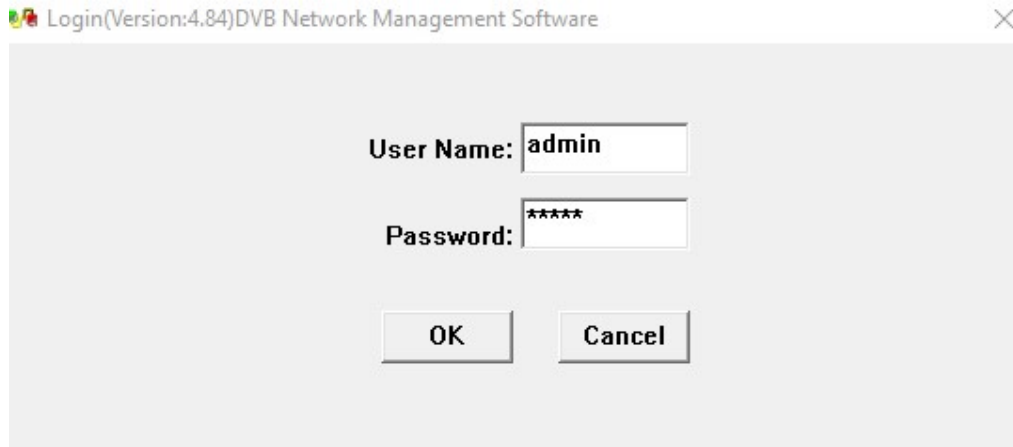 Login(Version:4.84)DVB Network Management Software
User Name: admin
Password: *****
OK Cancel